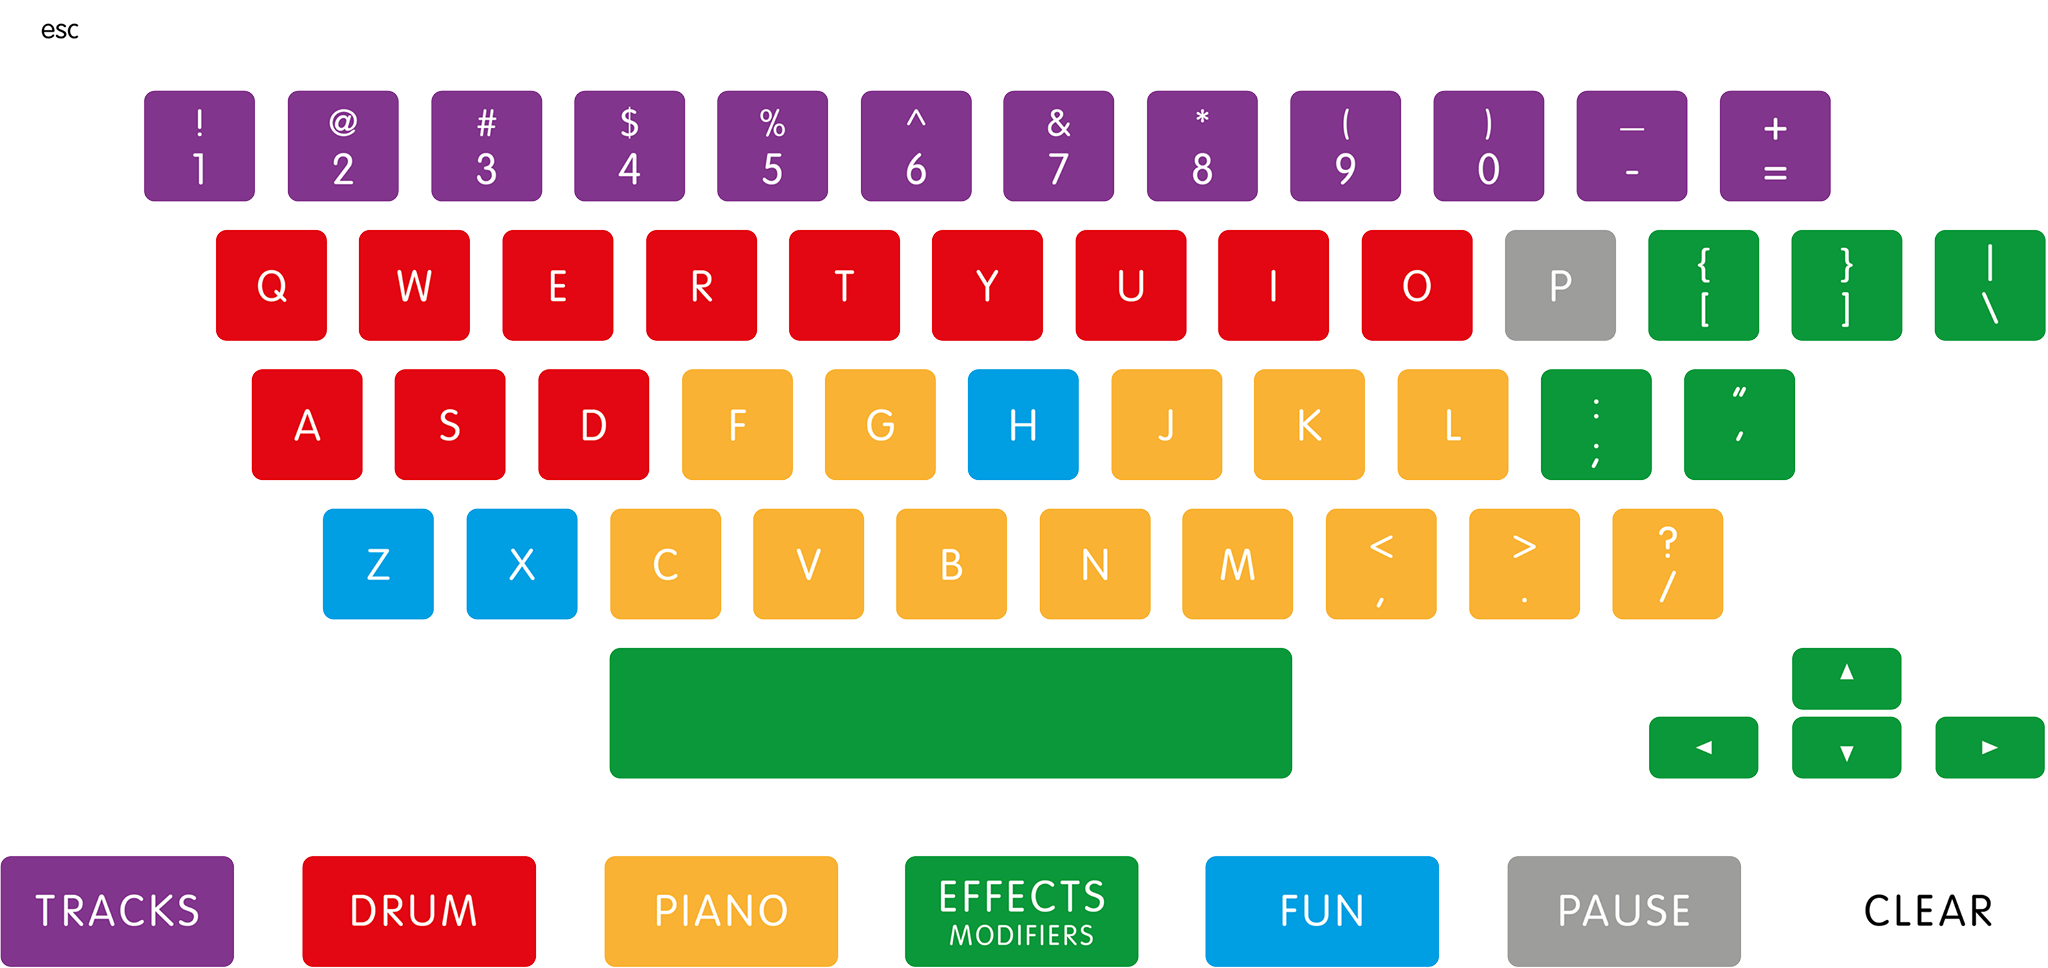 esc
! @ # $ % ^ & * ( ) — +
1 2 3 4 5 6 7 8 9 0 - =
Q W E R T Y U I O P { } |
[ ] \
A S D F G H J K L : "
; '
Z X C V B N M < > ?
, . /
▲
◄ ▼ ►
TRACKS DRUM PIANO EFFECTS FUN PAUSE CLEAR
MODIFIERS